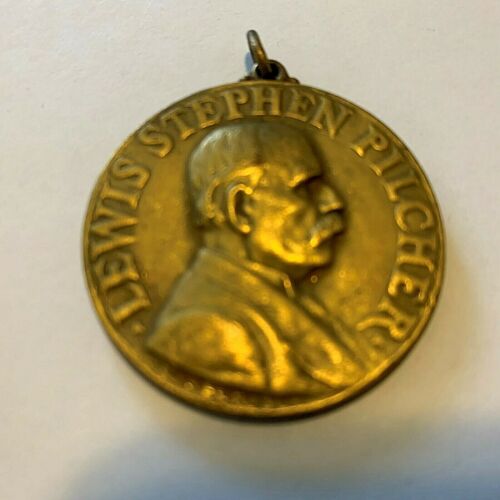 · LEWIS STEPHEN PILCHER ·